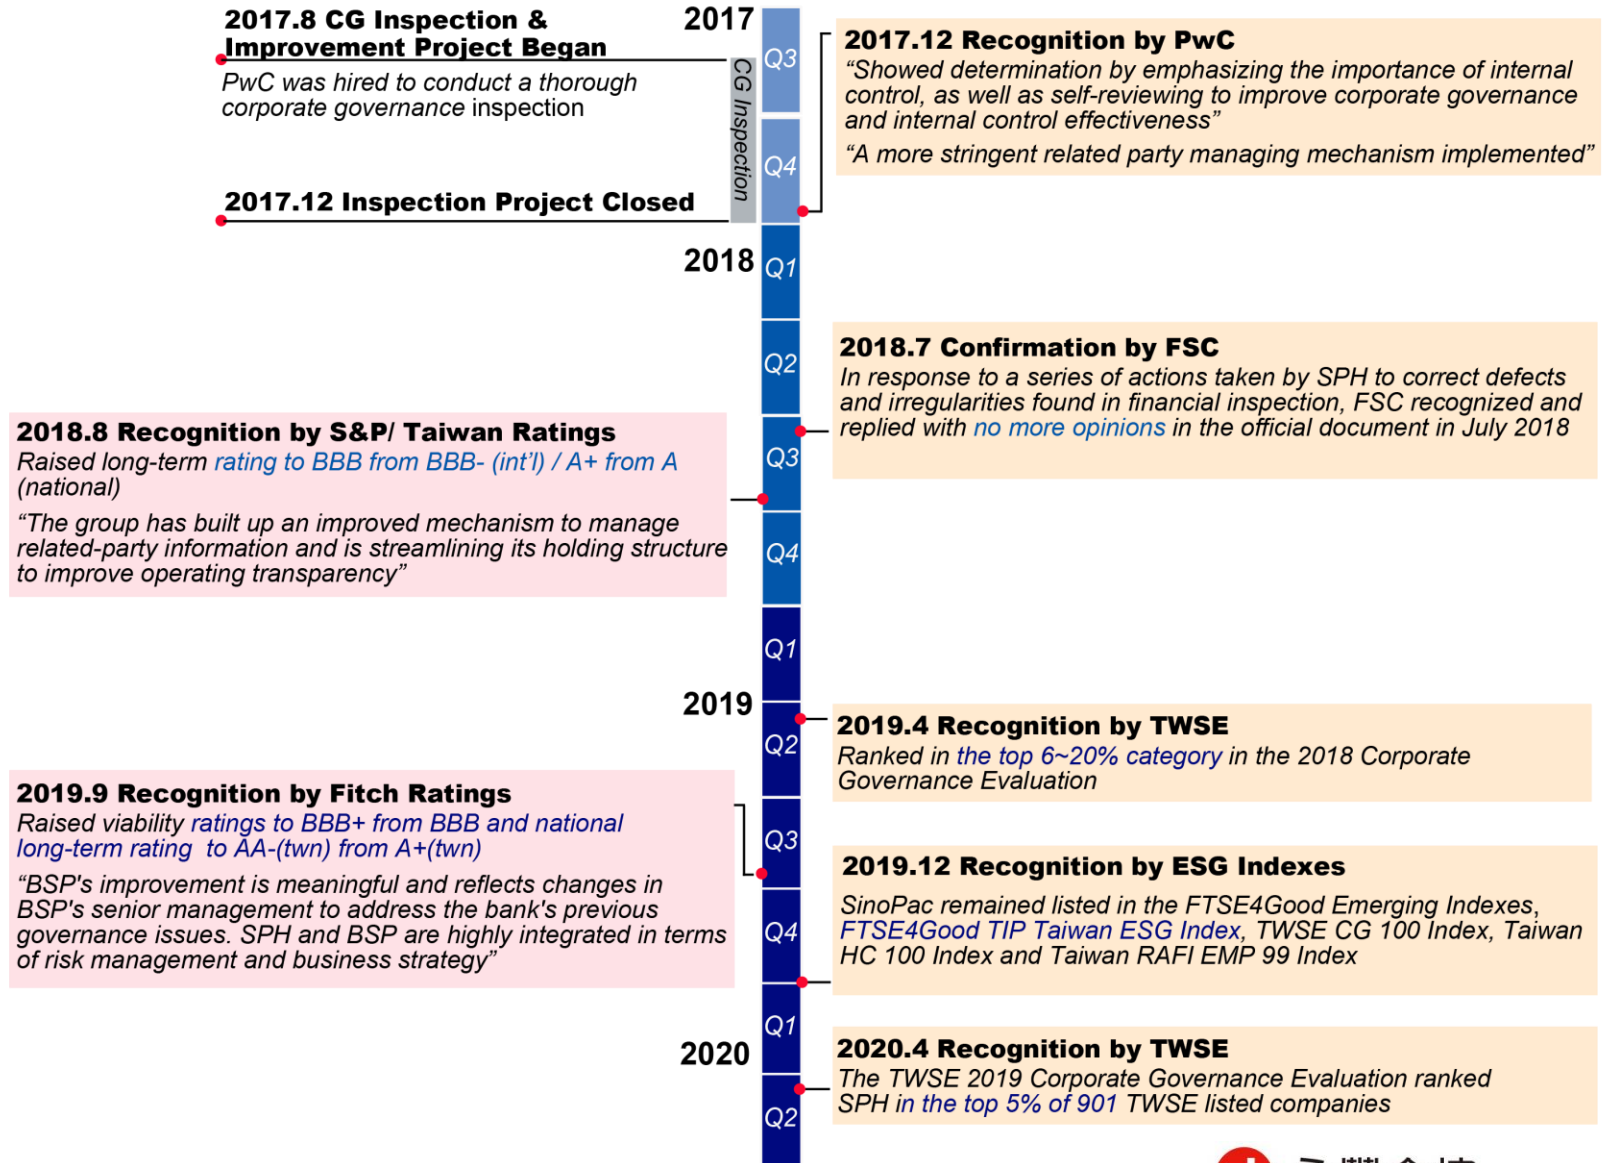 2017.8 CG Inspection &
Improvement Project Began
PwC was hired to conduct a thorough
corporate governance inspection
2017.12 Inspection Project Closed
2017
CG Inspection
Q3
Q4
2017.12 Recognition by PwC
“Showed determination by emphasizing the importance of internal
control, as well as self-reviewing to improve corporate governance
and internal control effectiveness”
“A more stringent related party managing mechanism implemented”
2018
Q1
Q2
Q3
Q4
2018.7 Confirmation by FSC
In response to a series of actions taken by SPH to correct defects
and irregularities found in financial inspection, FSC recognized and
replied with no more opinions in the official document in July 2018
2018.8 Recognition by S&P/ Taiwan Ratings
Raised long-term rating to BBB from BBB- (int’l) / A+ from A
(national)
“The group has built up an improved mechanism to manage
related-party information and is streamlining its holding structure
to improve operating transparency”
2019
Q1
Q2
Q3
Q4
2019.4 Recognition by TWSE
Ranked in the top 6~20% category in the 2018 Corporate
Governance Evaluation
2019.9 Recognition by Fitch Ratings
Raised viability ratings to BBB+ from BBB and national
long-term rating to AA-(twn) from A+(twn)
“BSP's improvement is meaningful and reflects changes in
BSP's senior management to address the bank's previous
governance issues. SPH and BSP are highly integrated in terms
of risk management and business strategy”
2019.12 Recognition by ESG Indexes
SinoPac remained listed in the FTSE4Good Emerging Indexes,
FTSE4Good TIP Taiwan ESG Index, TWSE CG 100 Index, Taiwan
HC 100 Index and Taiwan RAFI EMP 99 Index
2020
Q1
Q2
2020.4 Recognition by TWSE
The TWSE 2019 Corporate Governance Evaluation ranked
SPH in the top 5% of 901 TWSE listed companies